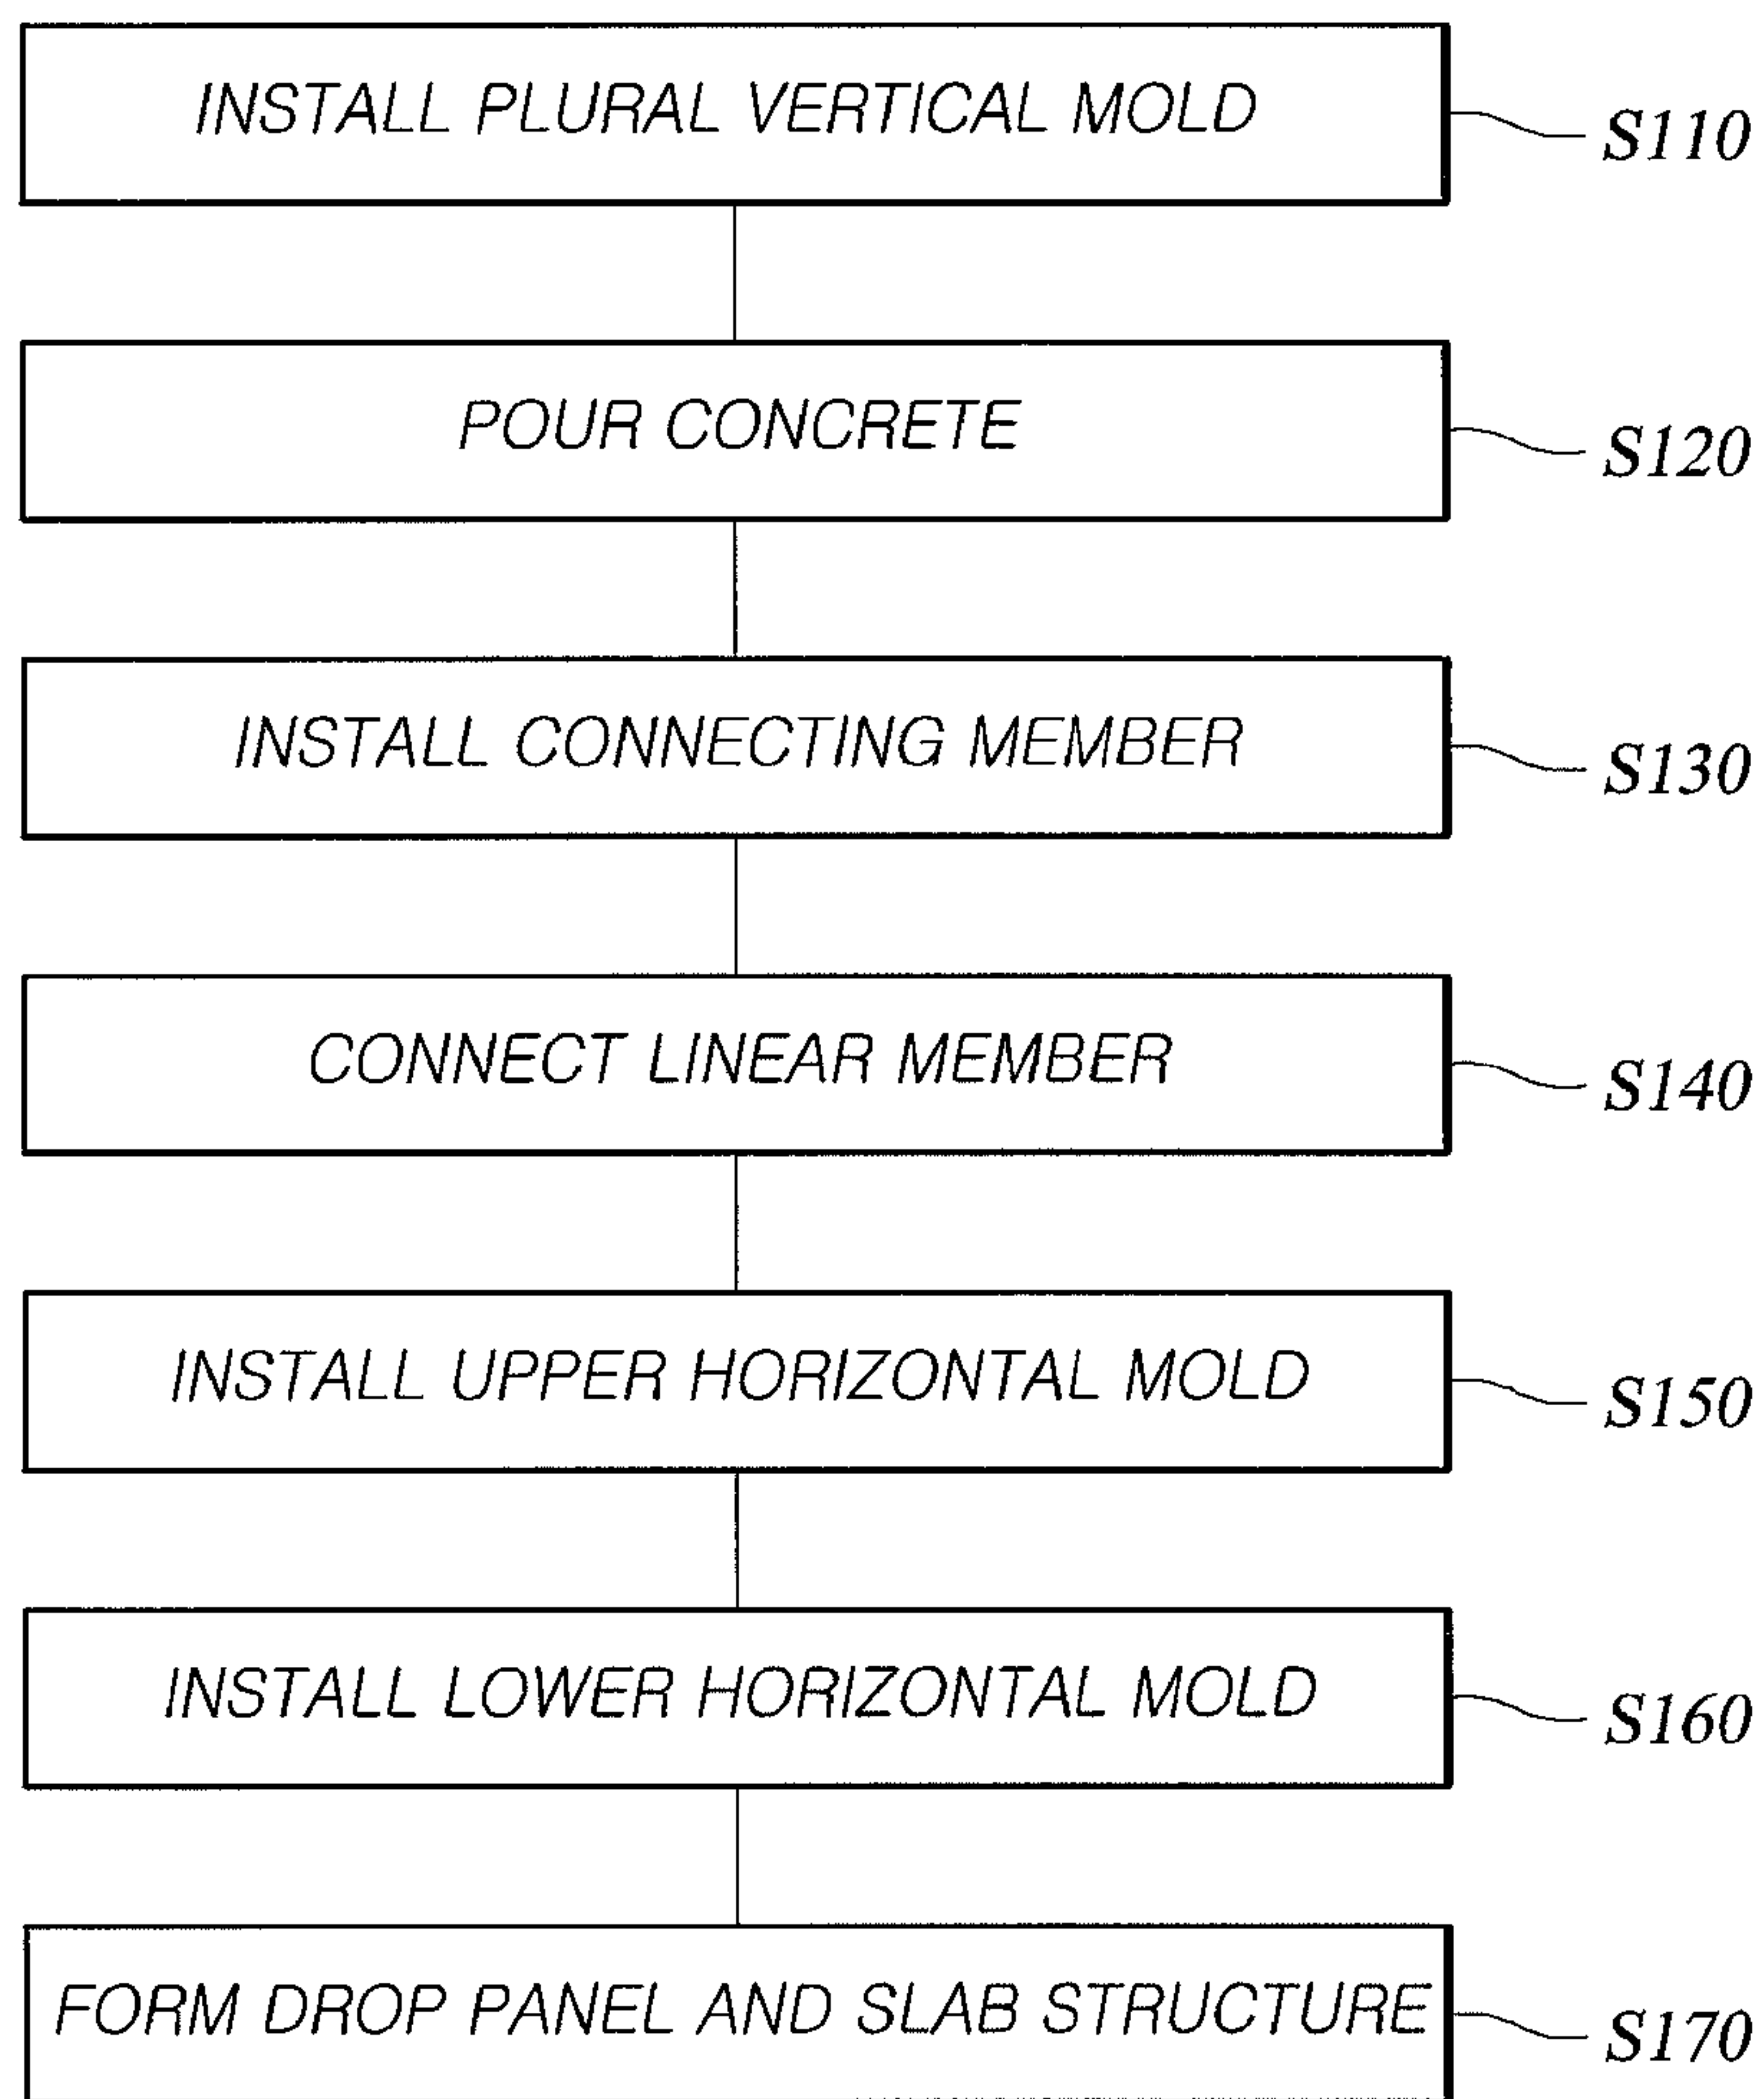 INSTALL PLURAL VERTICAL MOLD
S110
POUR CONCRETE
S120
INSTALL CONNECTING MEMBER
S130
CONNECT LINEAR MEMBER
S140
INSTALL UPPER HORIZONTAL MOLD
S150
INSTALL LOWER HORIZONTAL MOLD
S160
FORM DROP PANEL AND SLAB STRUCTURE
S170